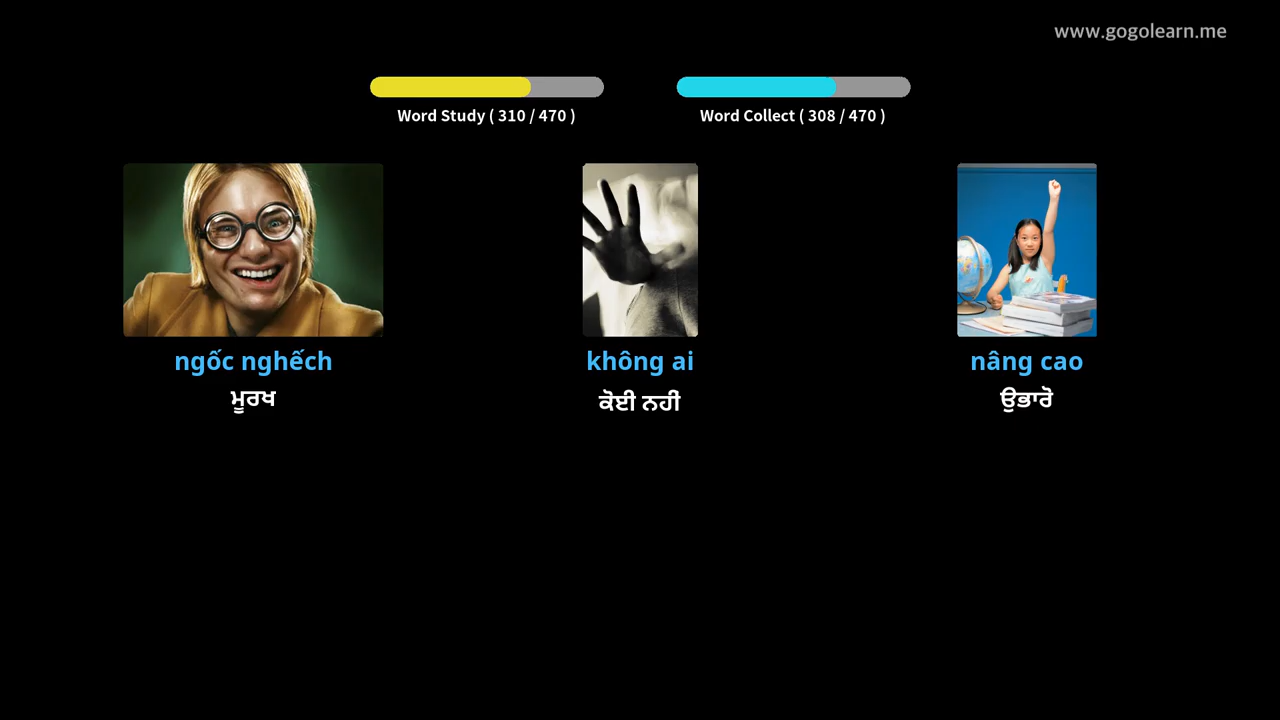 www.gogolearn.me
Word Study ( 310 / 470 )
Word Collect ( 308 / 470 )
ngốc nghếch
không ai
nâng cao
ਮੂਰਖ
ਕੋਈ ਨਹੀਂ
ਉਭਾਰੋ